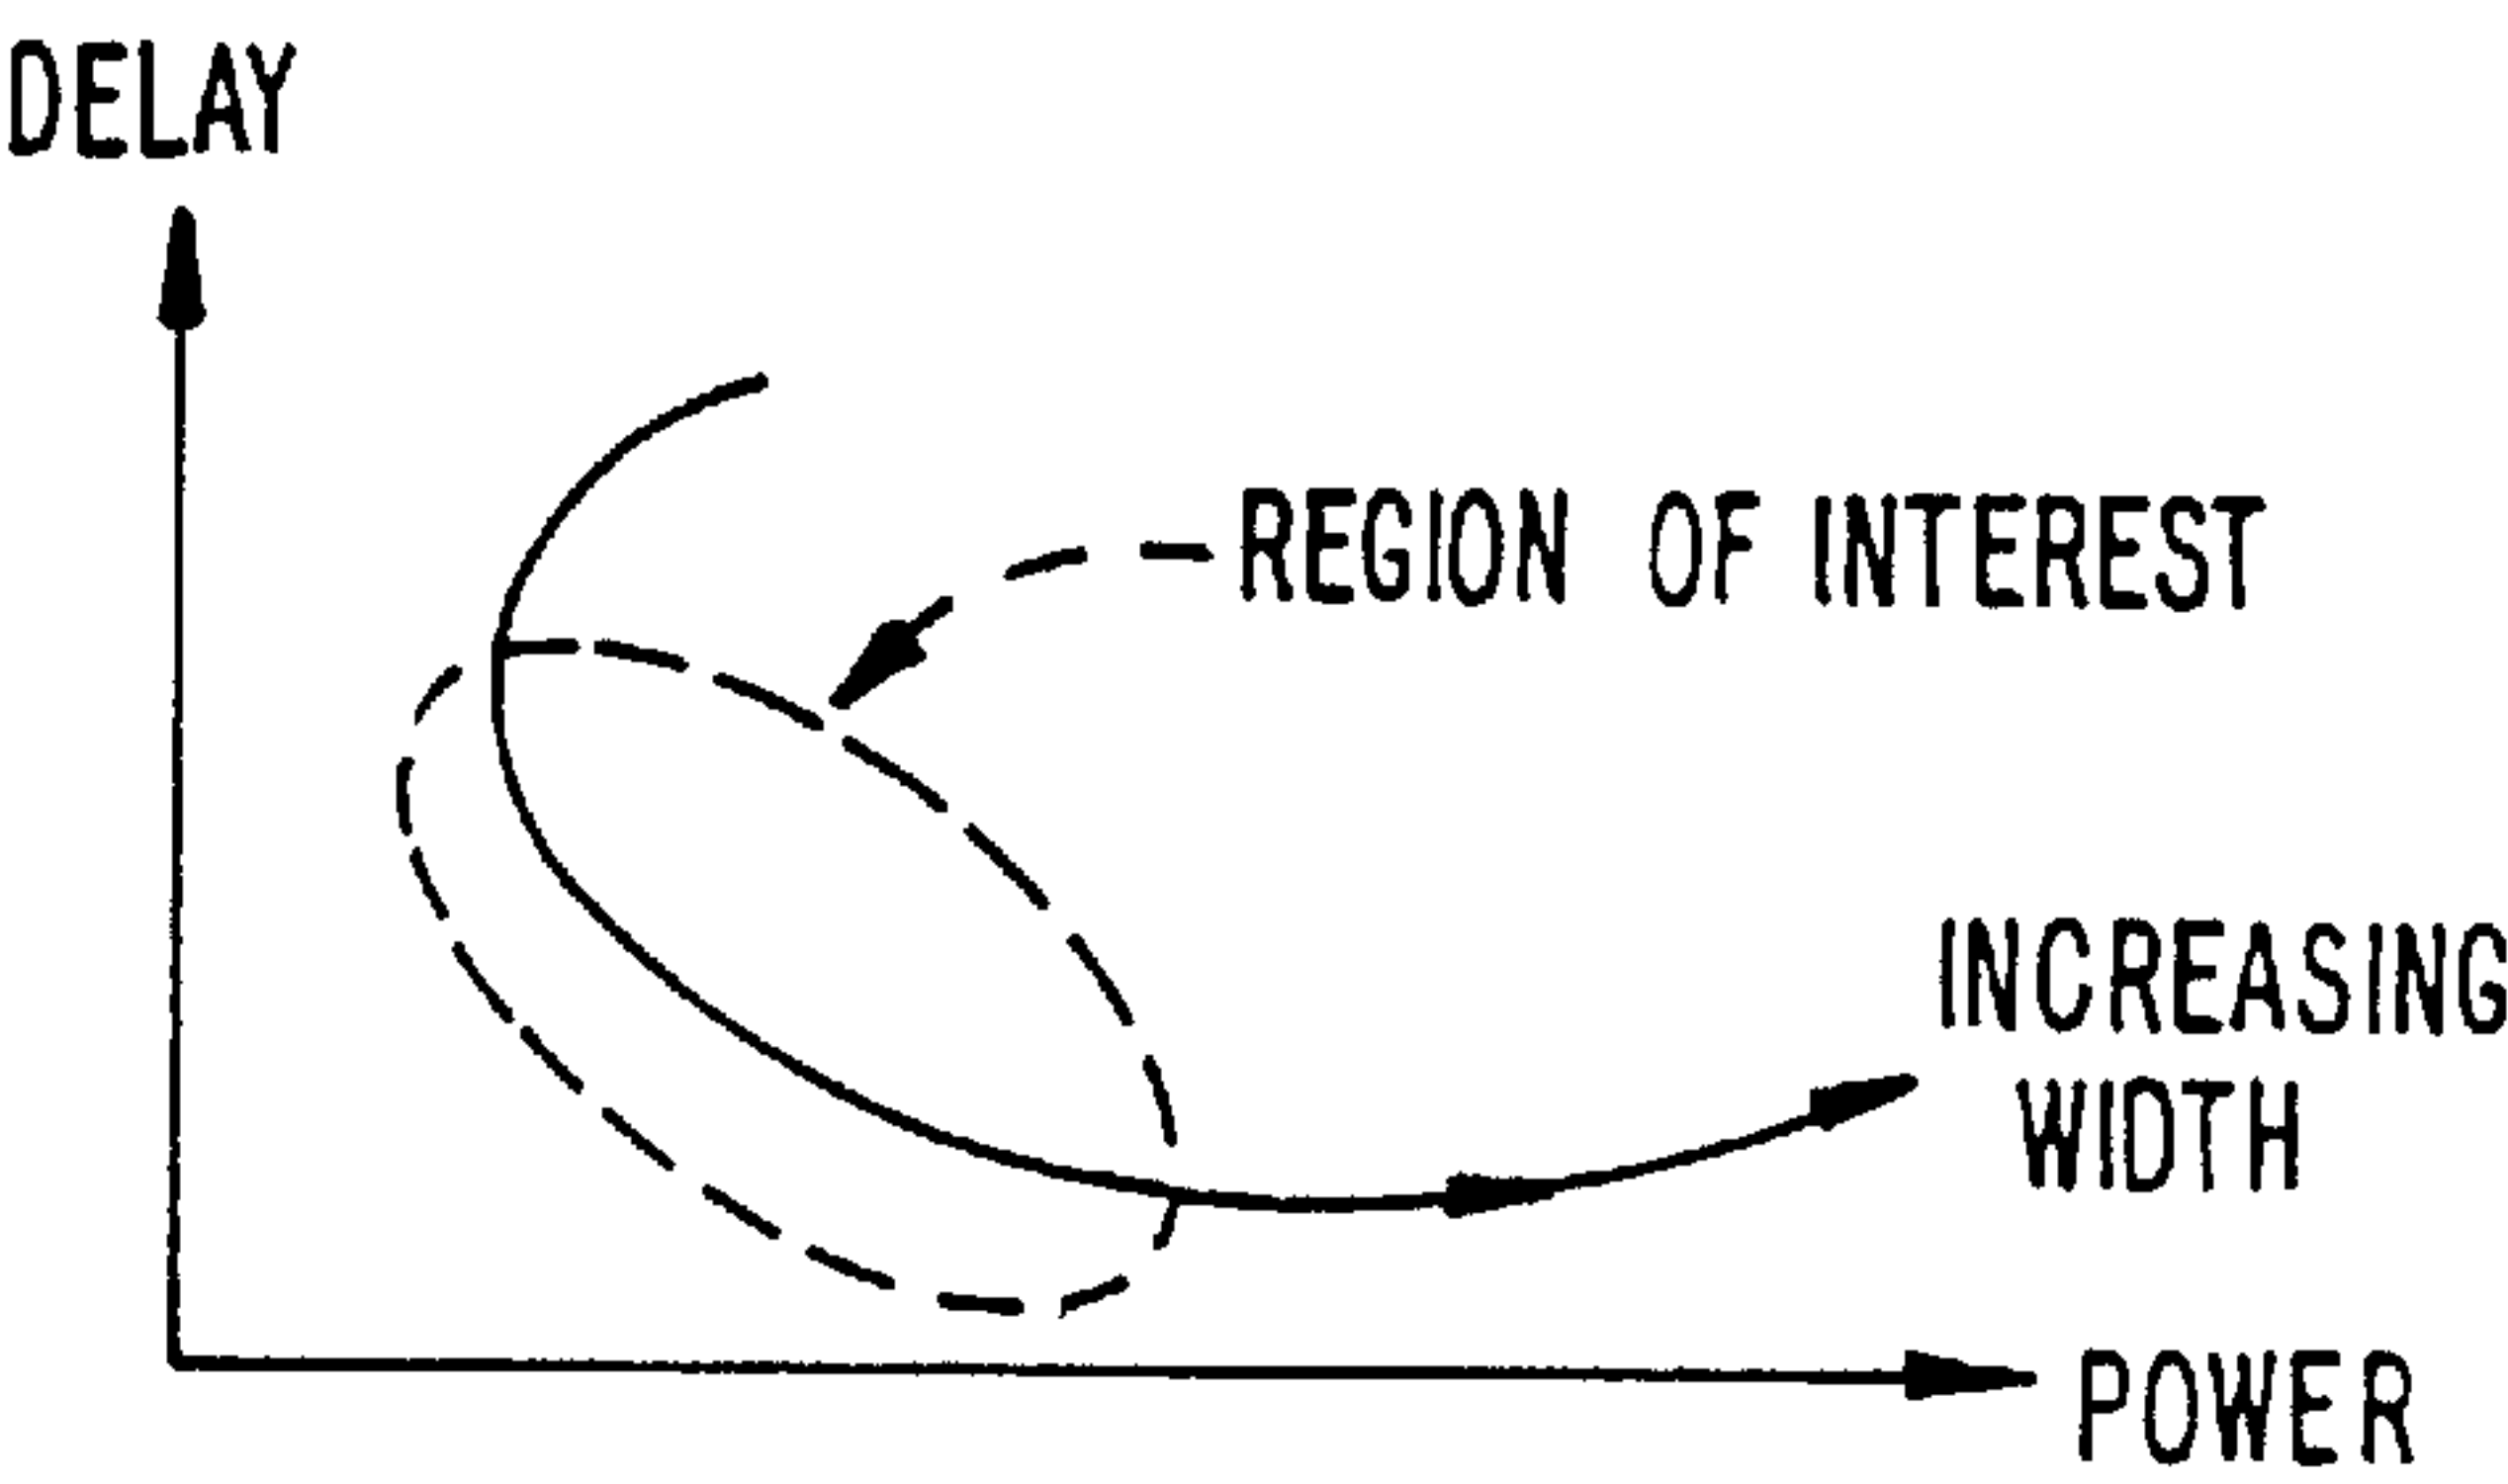 DELAY
REGION OF INTEREST
INCREASING
WIDTH
POWER